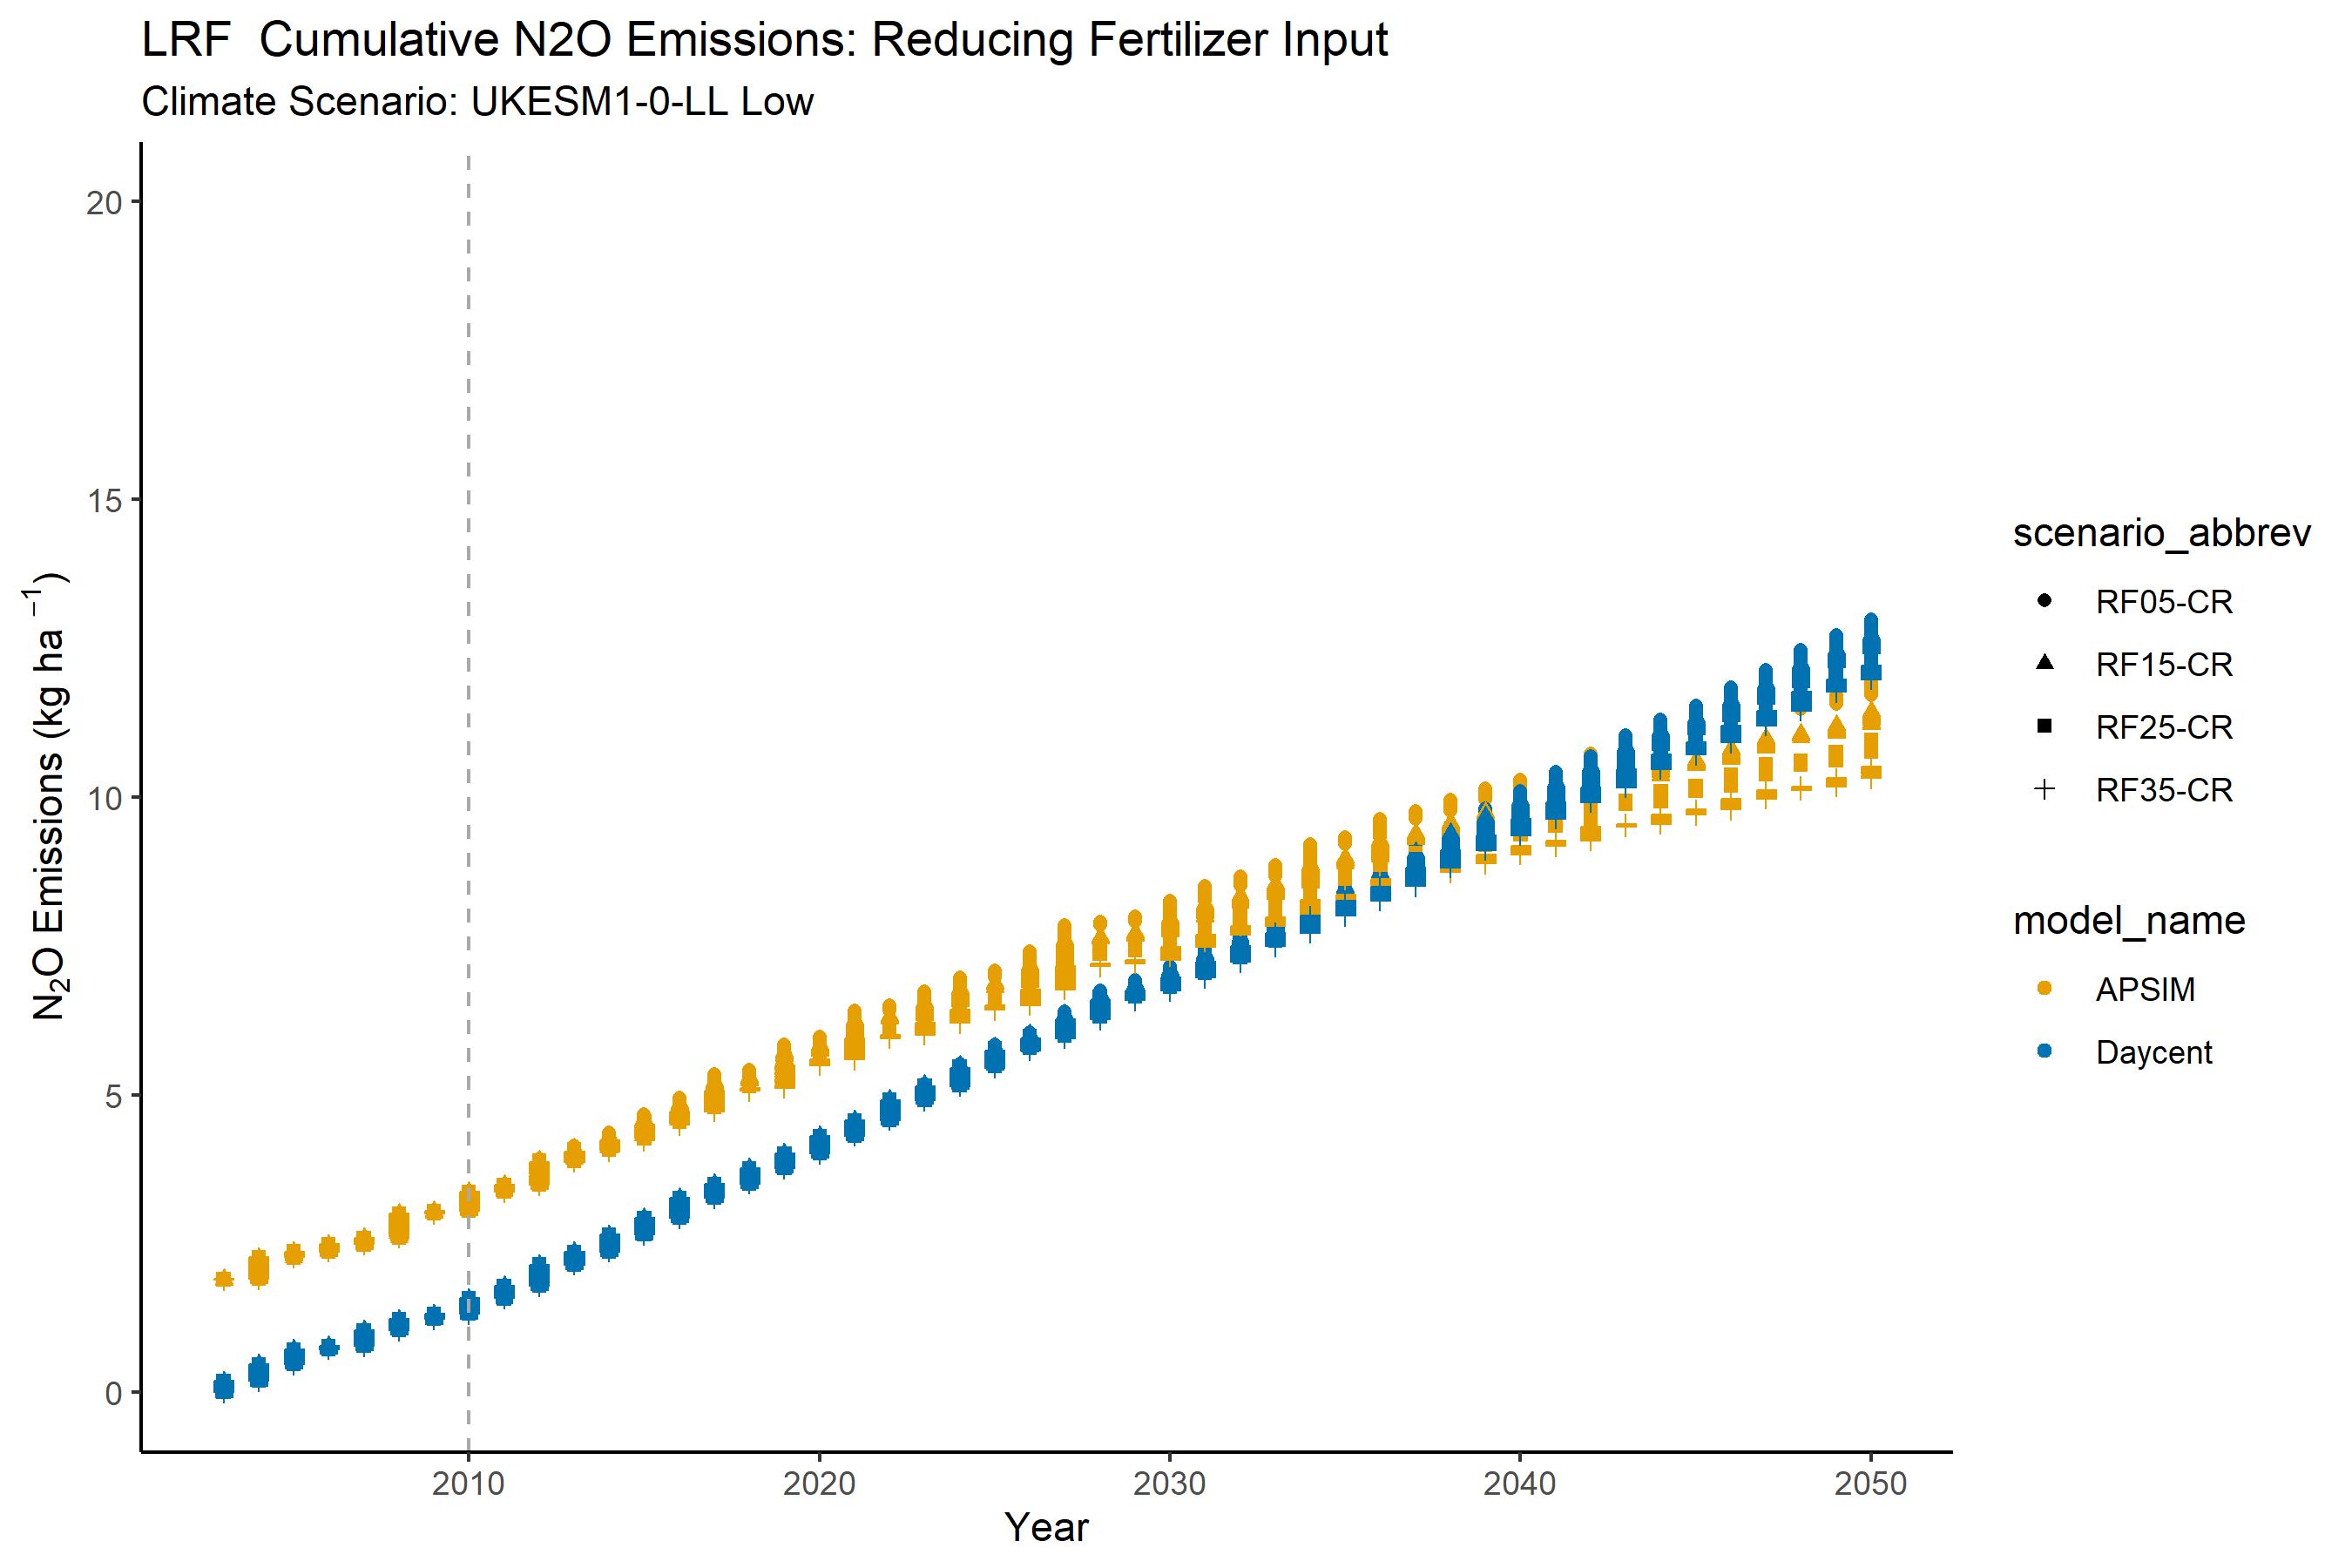 LRF  Cumulative N2O Emissions: Reducing Fertilizer Input
Climate Scenario: UKESM1-0-LL Low
N₂O Emissions (kg ha ⁻¹)
20
15
10
5
0
2010
2020
2030
2040
2050
Year
scenario_abbrev
RF05-CR
RF15-CR
RF25-CR
RF35-CR
model_name
APSIM
Daycent